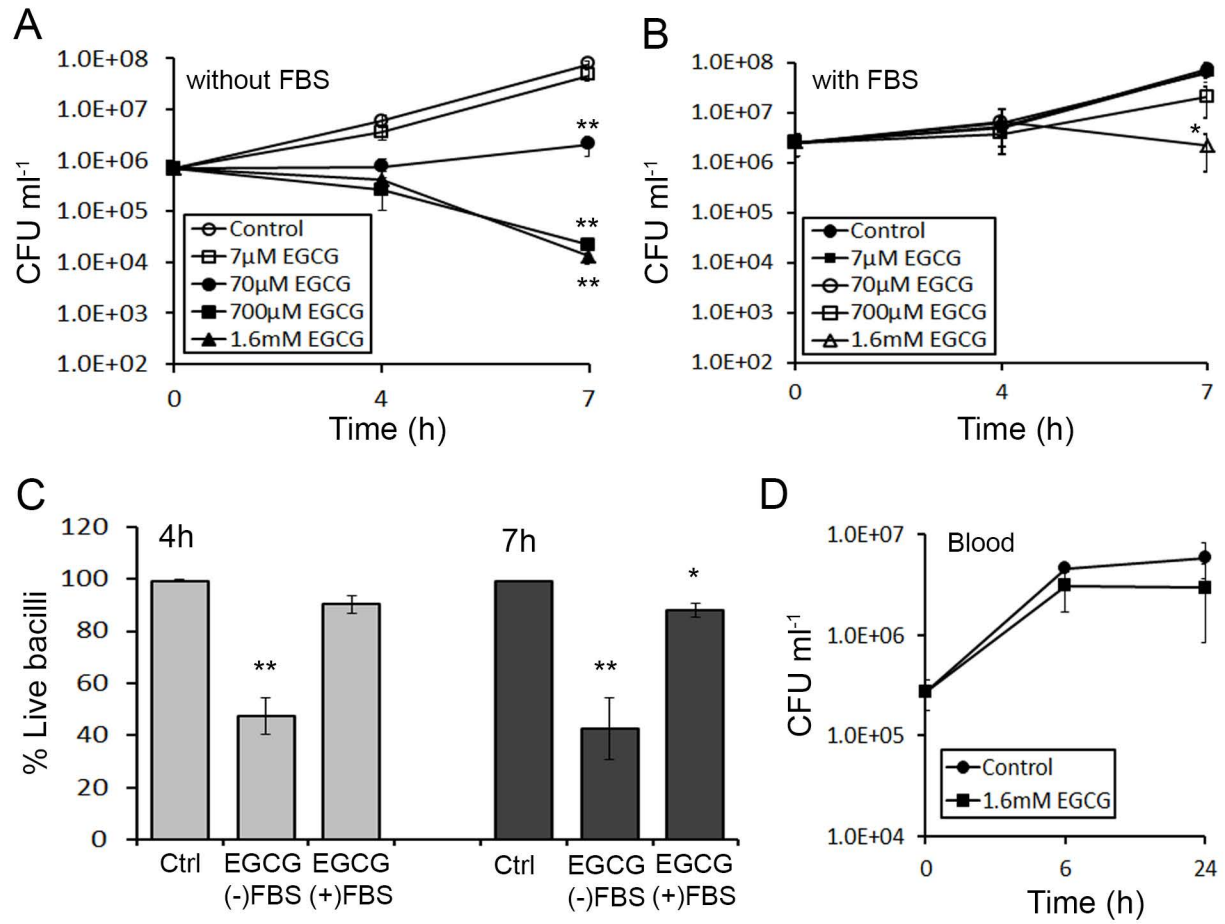 A
without FBS
CFU ml-1
1.0E+08
1.0E+07
1.0E+06
1.0E+05
1.0E+04
1.0E+03
1.0E+02
**
**
**
Control
7µM EGCG
70µM EGCG
700µM EGCG
1.6mM EGCG
0 4 7
Time (h)
B
with FBS
CFU ml-1
1.0E+08
1.0E+07
1.0E+06
1.0E+05
1.0E+04
1.0E+03
1.0E+02
*
Control
7µM EGCG
70µM EGCG
700µM EGCG
1.6mM EGCG
0 4 7
Time (h)
C
% Live bacilli
120
100
80
60
40
20
0
4h
7h
**
**
*
Ctrl EGCG EGCG Ctrl EGCG EGCG
(-)FBS (+)FBS (-)FBS (+)FBS
D
Blood
CFU ml-1
1.0E+07
1.0E+06
1.0E+05
1.0E+04
Control
1.6mM EGCG
0 6 24
Time (h)